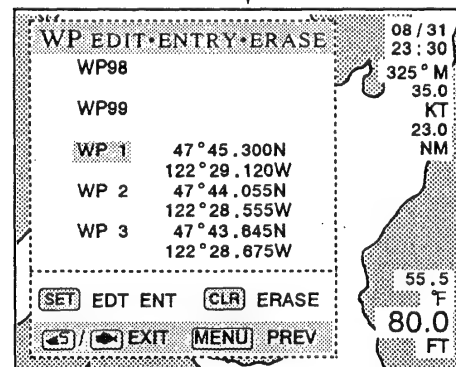 WP EDIT•ENTRY•ERASE
WP98
WP99
WP 1 47°45.300N
122°29.120W
WP 2 47°44.055N
122°28.555W
WP 3 47°43.645N
122°28.675W
SET EDT ENT CLR ERASE
/ EXIT MENU PREV
08/31
23:30
325°M
35.0
KT
23.0
NM
55.5
°F
80.0
FT